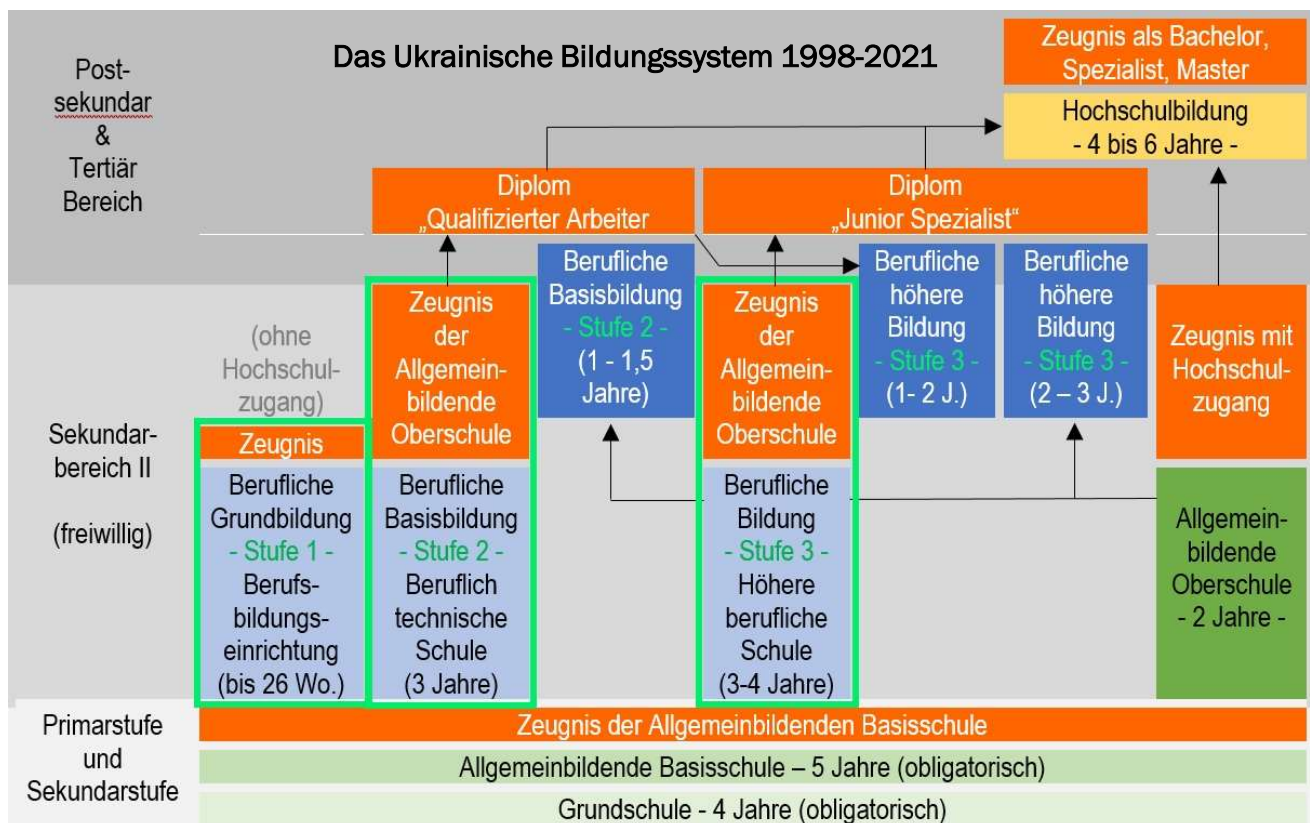 Das Ukrainische Bildungssystem 1998-2021
Post-
sekundar
&
Tertiär
Bereich
Zeugnis als Bachelor,
Spezialist, Master
Hochschulbildung
- 4 bis 6 Jahre -
Diplom
„Qualifizierter Arbeiter
Diplom
„Junior Spezialist“
Sekundar-
bereich II
(freiwillig)
(ohne
Hochschul-
zugang)
Zeugnis
Berufliche
Grundbildung
- Stufe 1 -
Berufs-
bildungs-
einrichtung
(bis 26 Wo.)
Zeugnis
der
Allgemein-
bildende
Oberschule
Berufliche
Basisbildung
- Stufe 2 -
Beruflich
technische
Schule
(3 Jahre)
Berufliche
Basisbildung
- Stufe 2 -
(1 - 1,5
Jahre)
Zeugnis
der
Allgemein-
bildende
Oberschule
Berufliche
Bildung
- Stufe 3 -
Höhere
berufliche
Schule
(3-4 Jahre)
Berufliche
höhere
Bildung
- Stufe 3 -
(1- 2 J.)
Berufliche
höhere
Bildung
- Stufe 3 -
(2 – 3 J.)
Zeugnis mit
Hochschul-
zugang
Allgemein-
bildende
Oberschule
- 2 Jahre -
Primarstufe
und
Sekundarstufe
Zeugnis der Allgemeinbildenden Basisschule
Allgemeinbildende Basisschule – 5 Jahre (obligatorisch)
Grundschule - 4 Jahre (obligatorisch)